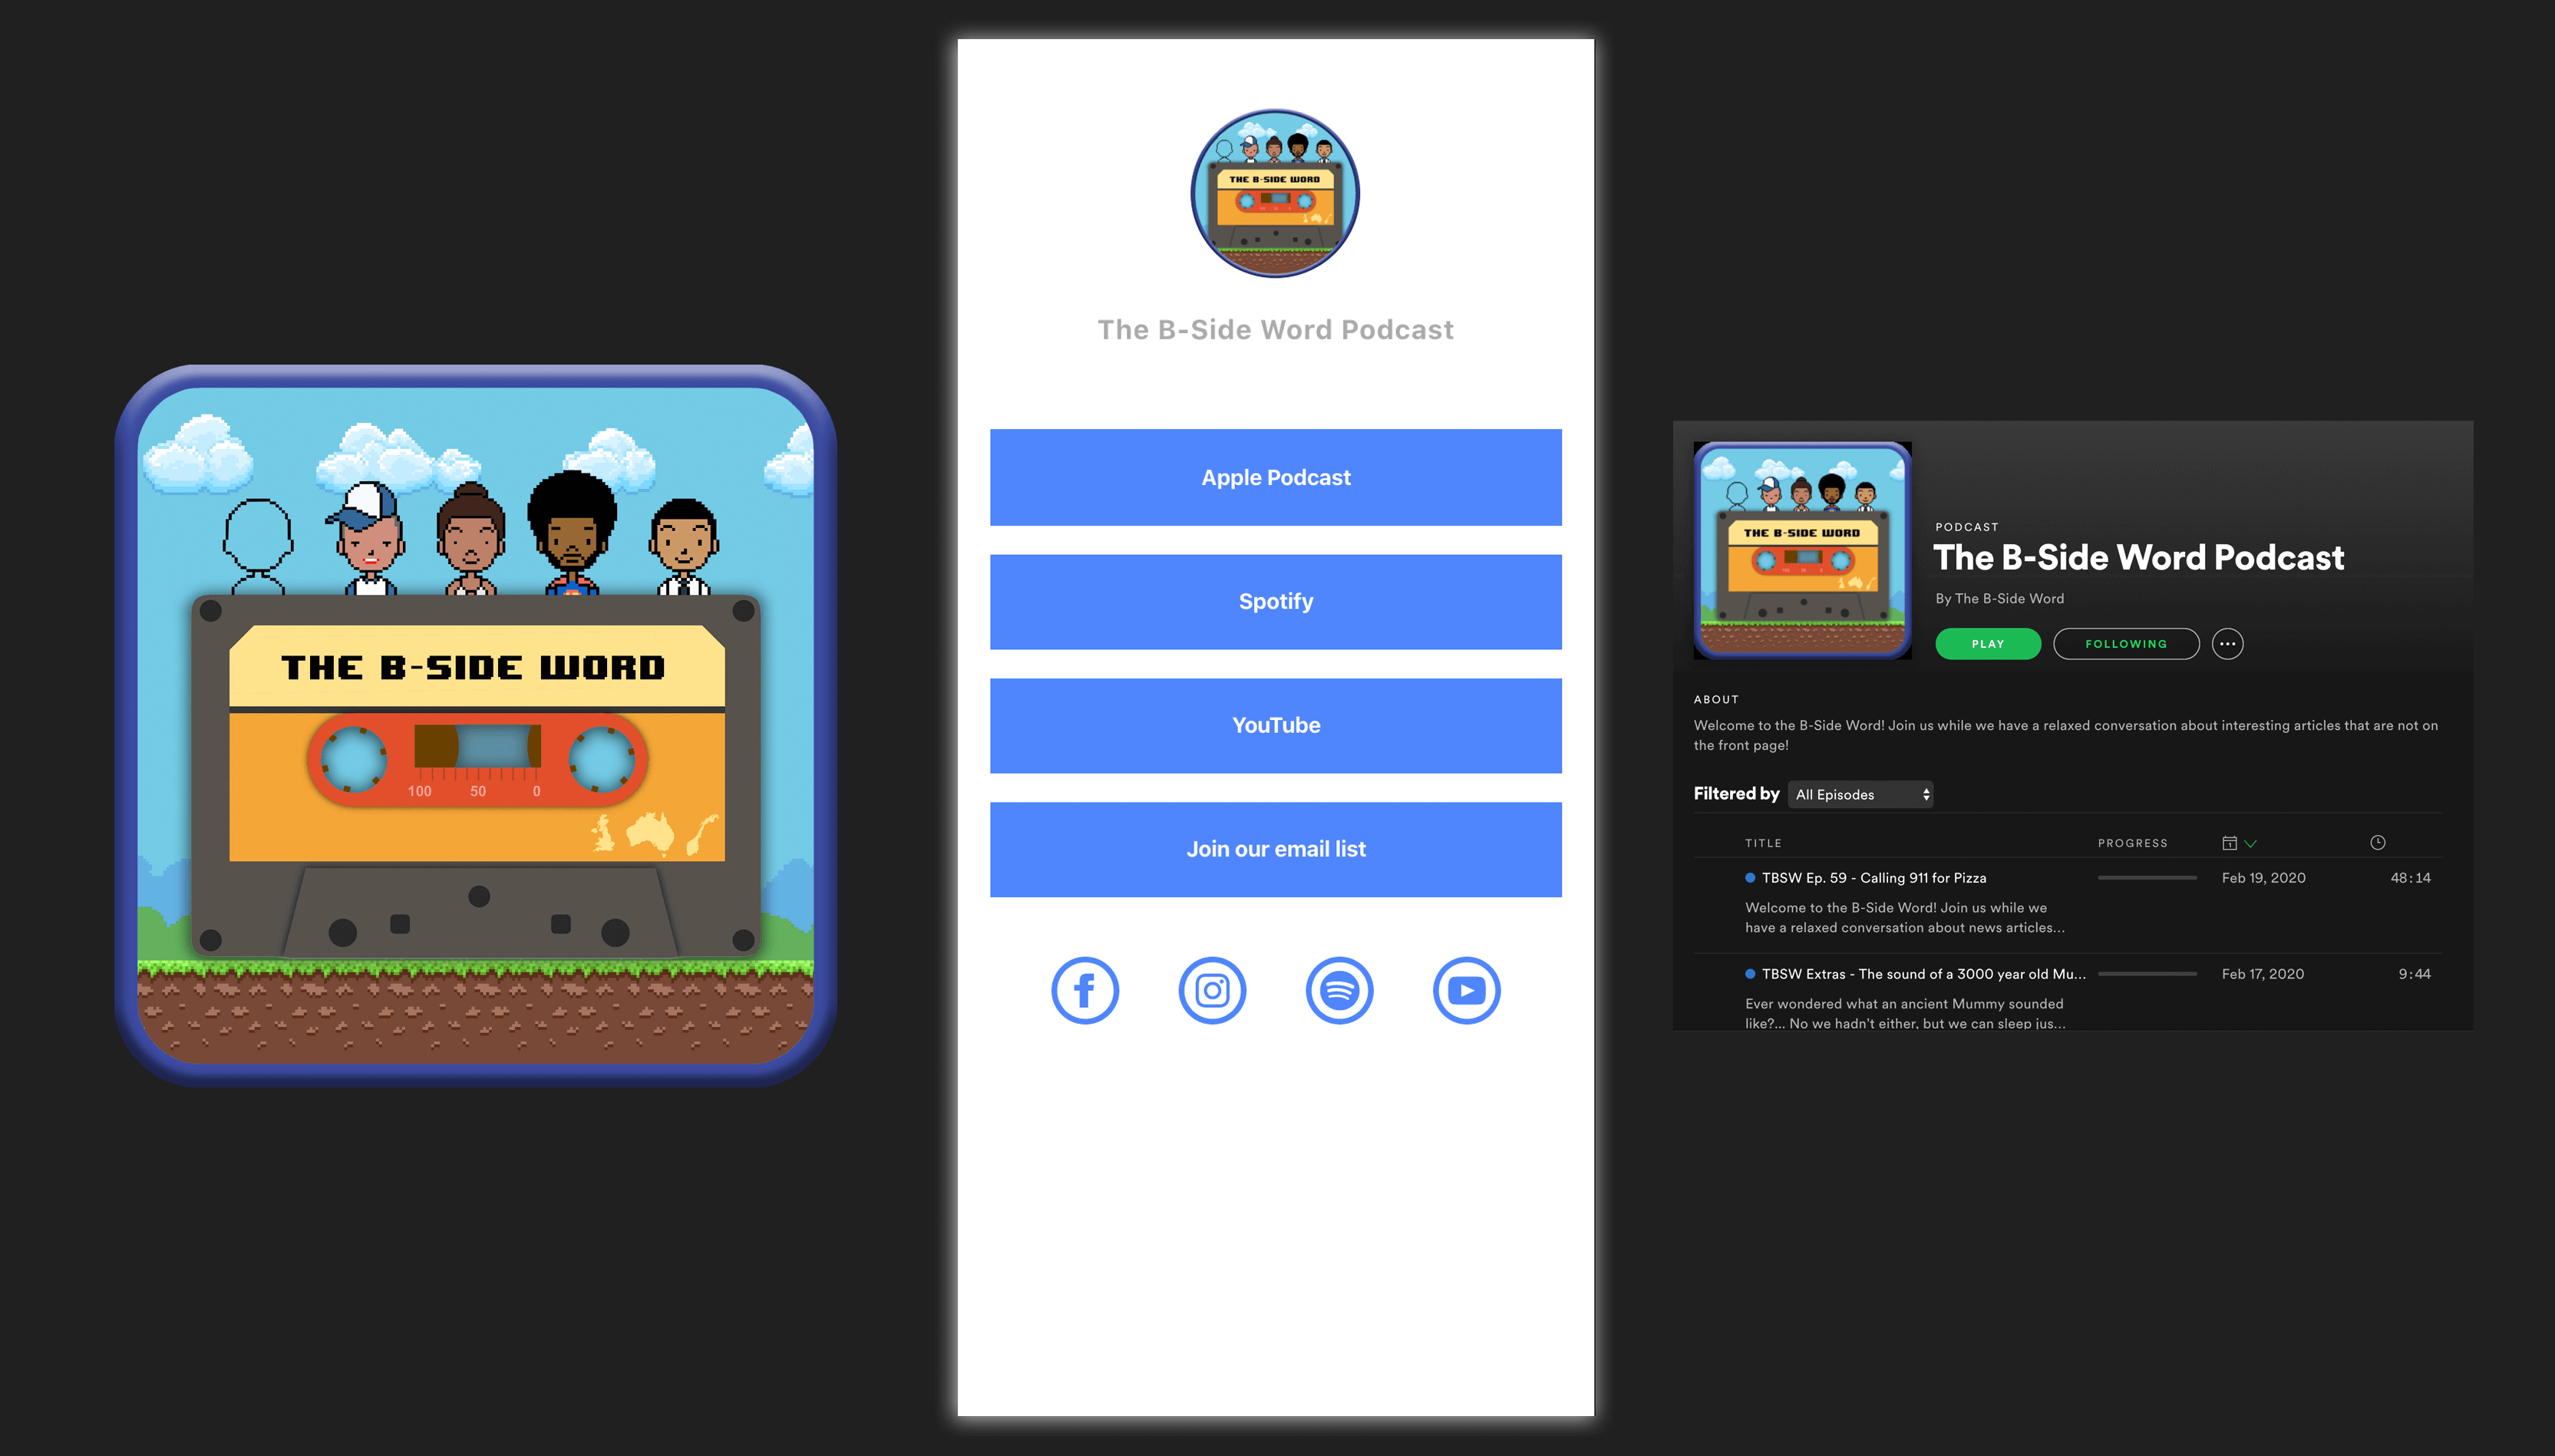 THE B-SIDE WORD
100 50 0
THE B-SIDE WORD
The B-Side Word Podcast
Apple Podcast
Spotify
YouTube
Join our email list
THE B-SIDE WORD
PODCAST
The B-Side Word Podcast
By The B-Side Word
PLAY FOLLOWING
ABOUT
Welcome to the B-Side Word! Join us while we have a relaxed conversation about interesting articles that are not on
the front page!
Filtered by All Episodes
TITLE PROGRESS
TBSW Ep. 59 - Calling 911 for Pizza Feb 19, 2020 48:14
Welcome to the B-Side Word! Join us while we
have a relaxed conversation about news articles...
TBSW Extras - The sound of a 3000 year old Mu... Feb 17, 2020 9:44
Ever wondered what an ancient Mummy sounded
like?... No we hadn't either, but we can sleep jus...